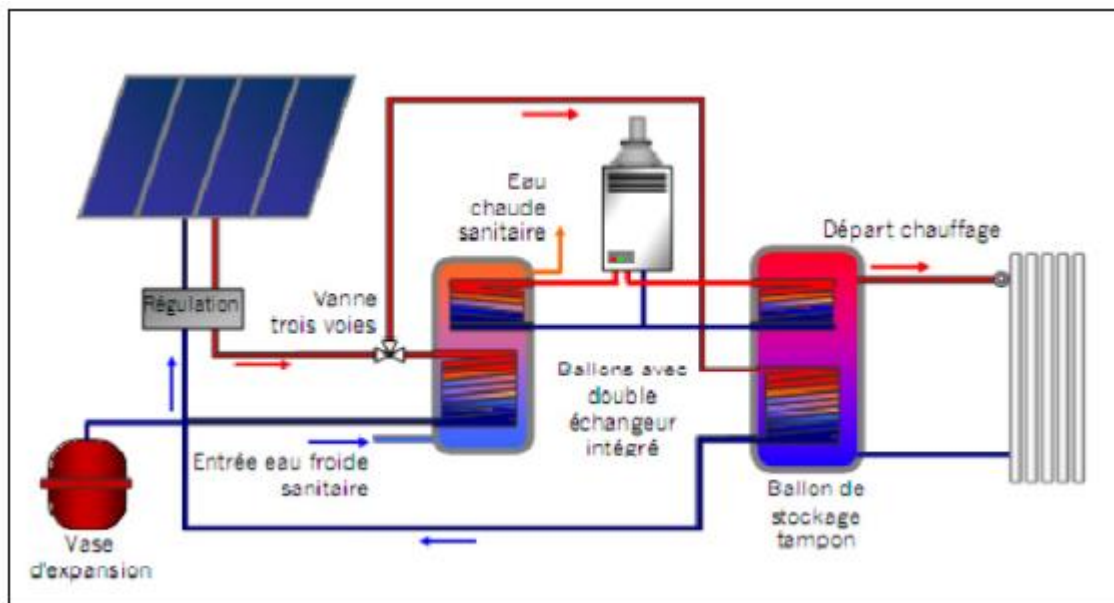 Eau
chaude
sanitaire
Départ chauffage
Régulation
Vanne
trois voies
Ballons avec
double
échangeur
intégré
Entrée eau froide
sanitaire
Ballon de
stockage
tampon
Vase
d'expansion